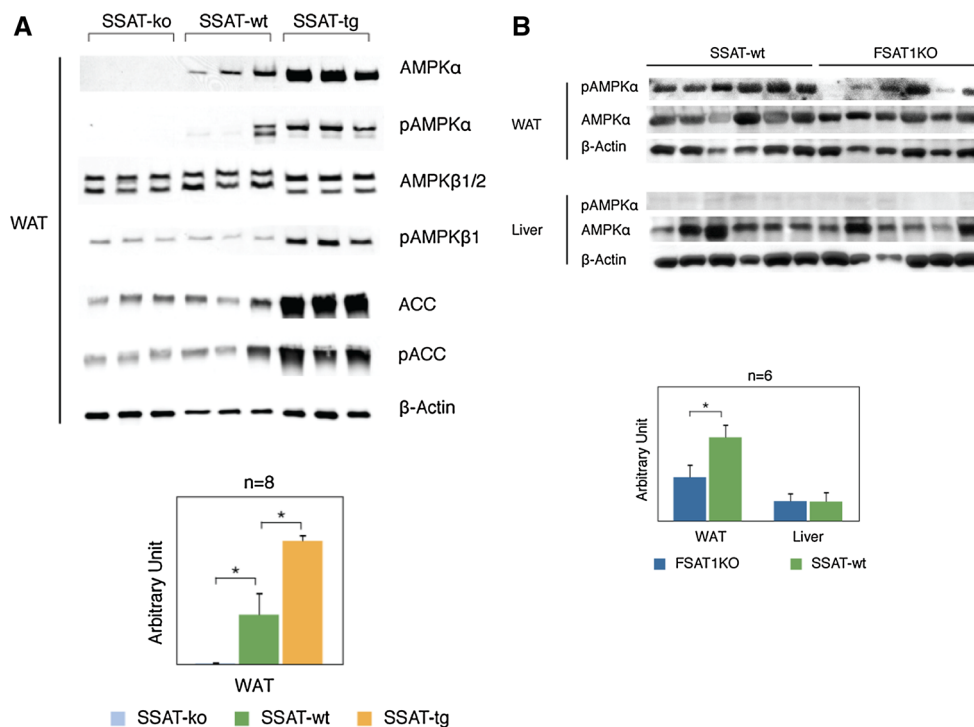 A
SSAT-ko SSAT-wt SSAT-tg
WAT
AMPKα
pAMPKα
AMPKβ1/2
pAMPKβ1
ACC
pACC
β-Actin
n=8
Arbitrary Unit
* *
WAT
SSAT-ko SSAT-wt SSAT-tg
B
SSAT-wt FSAT1KO
WAT
pAMPKα
AMPKα
β-Actin
Liver
pAMPKα
AMPKα
β-Actin
n=6
Arbitrary Unit
*
WAT Liver
FSAT1KO SSAT-wt